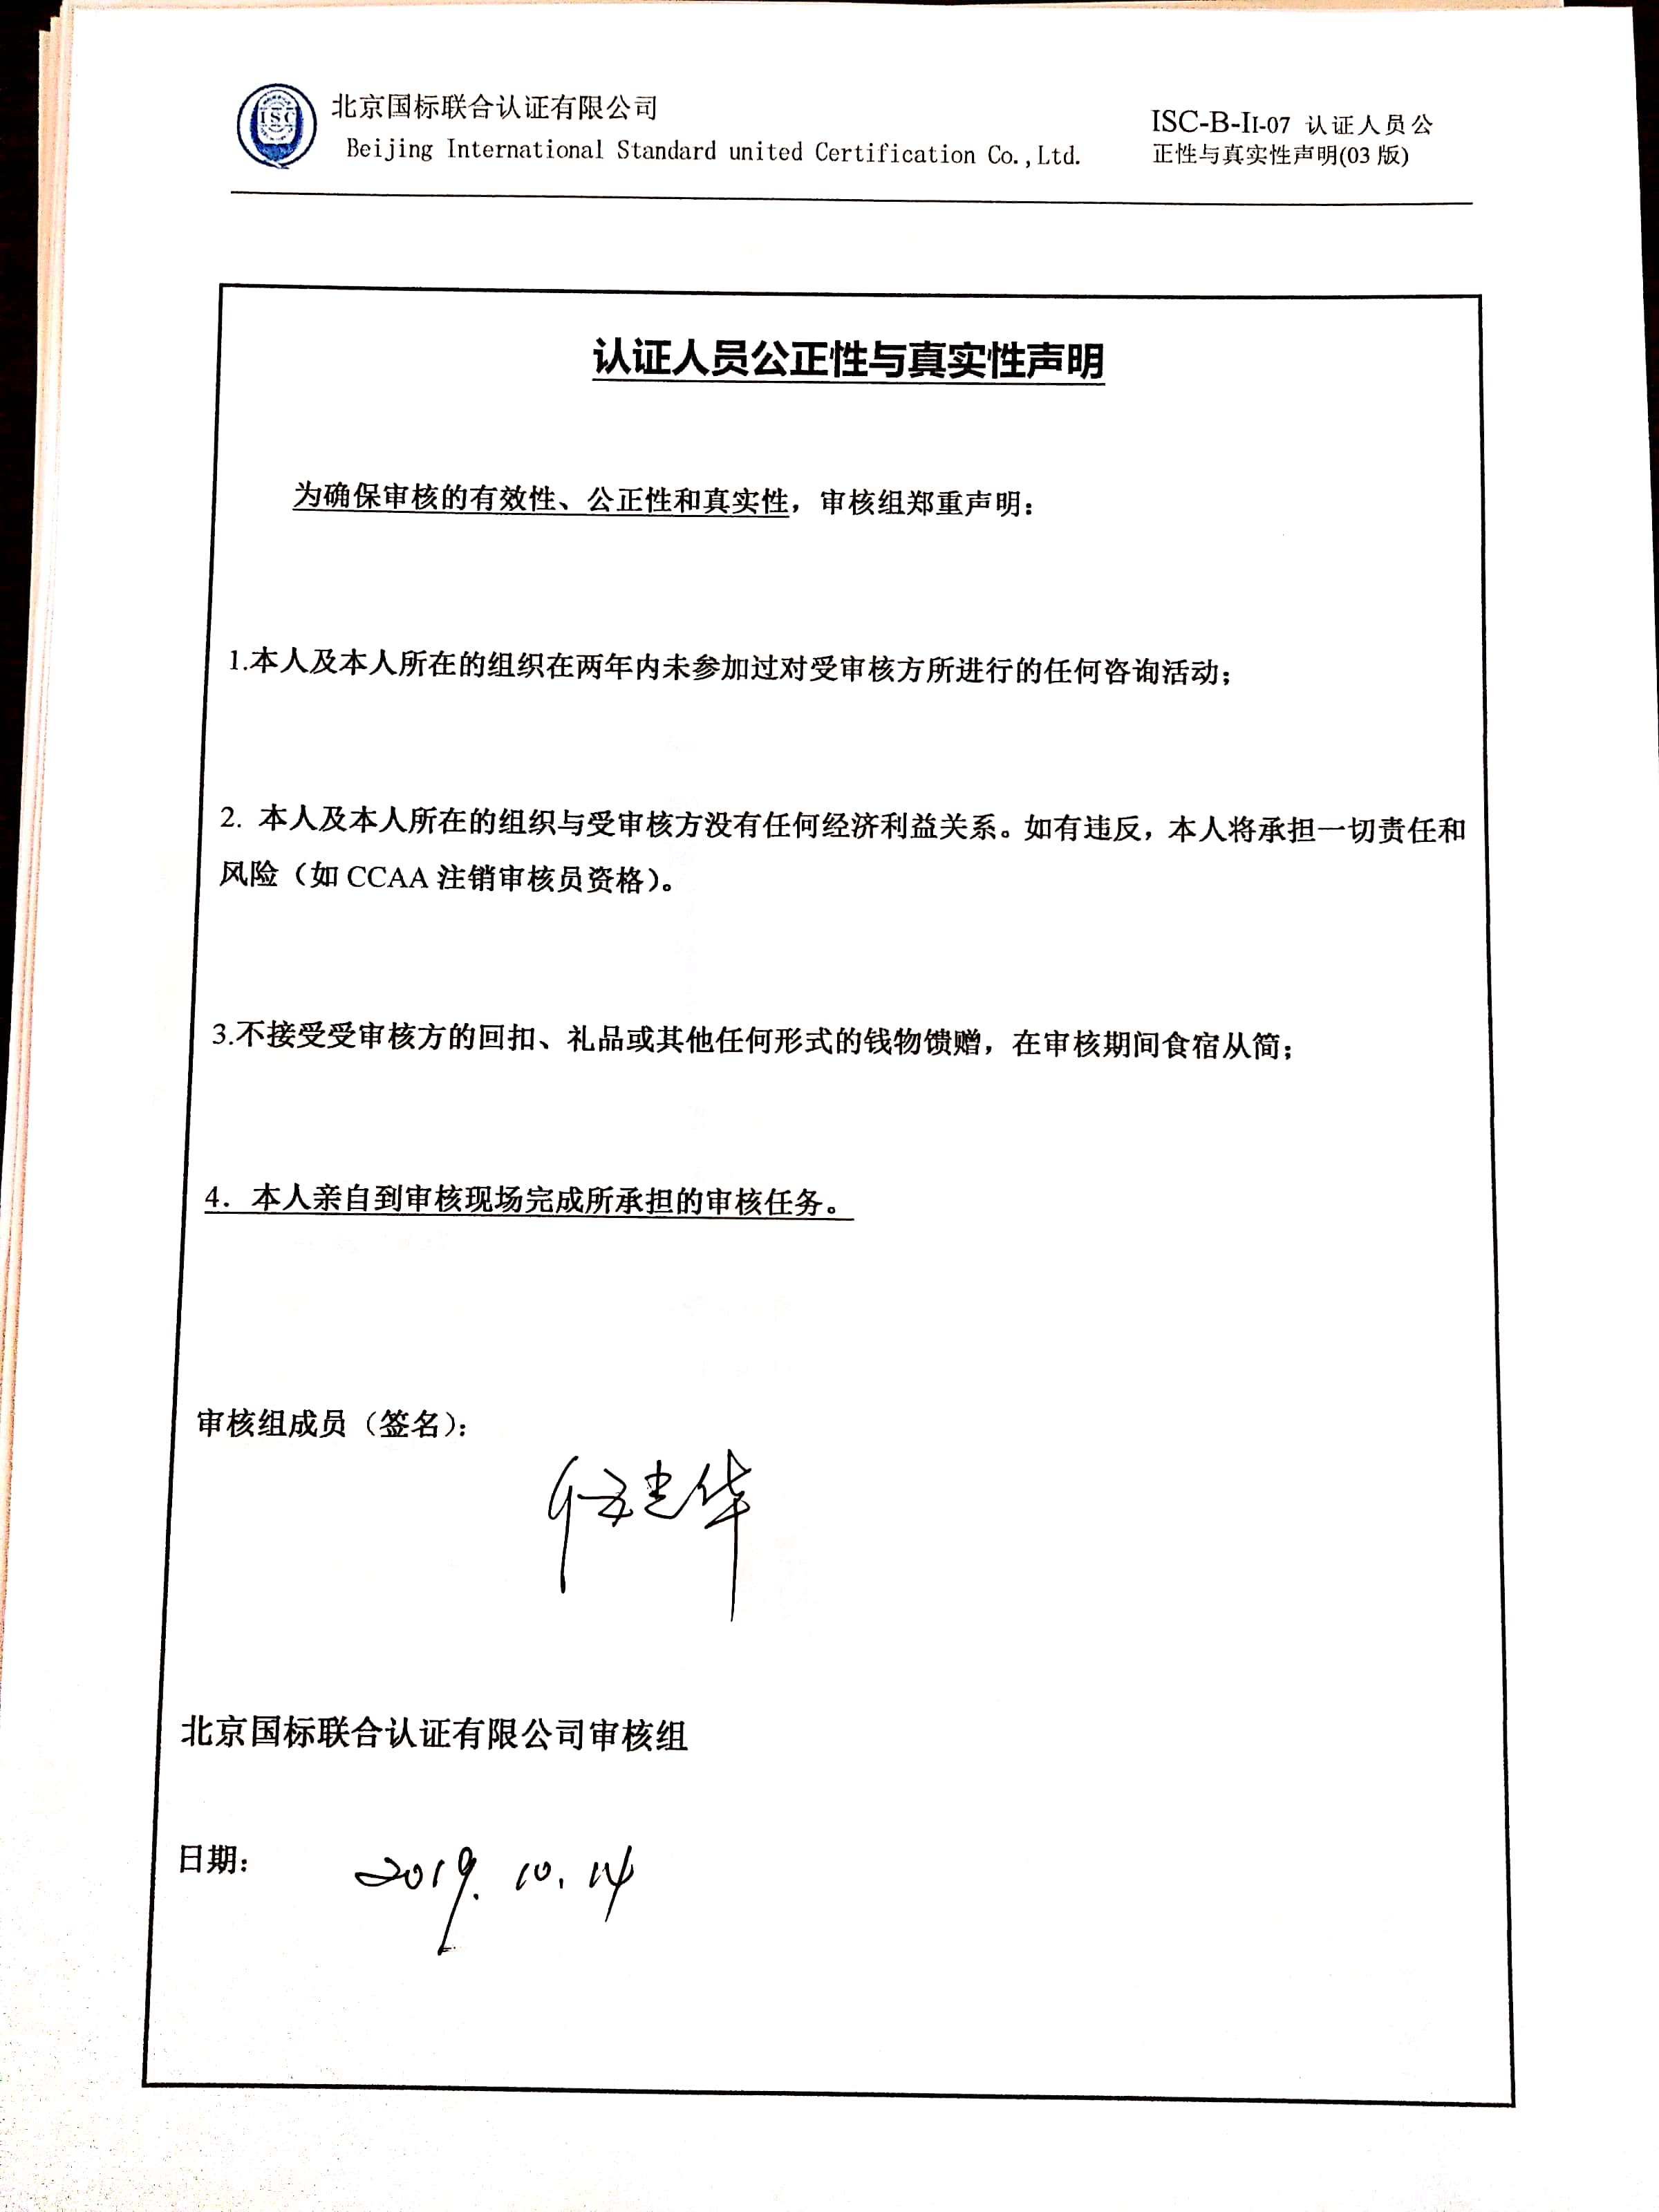 ISC
北京国标联合认证有限公司
Beijing International Standard united Certification Co.,Ltd.
ISC-B-II-07 认证人员公
正性与真实性声明(03 版)
认证人员公正性与真实性声明
为确保审核的有效性、公正性和真实性，审核组郑重声明：
1.本人及本人所在的组织在两年内未参加过对受审核方所进行的任何咨询活动；
2. 本人及本人所在的组织与受审核方没有任何经济利益关系。如有违反，本人将承担一切责任和
风险（如 CCAA 注销审核员资格）。
3.不接受受审核方的回扣、礼品或其他任何形式的钱物馈赠，在审核期间食宿从简；
4. 本人亲自到审核现场完成所承担的审核任务。
审核组成员（签名）：
北京国标联合认证有限公司审核组
日期：
2019.10.14